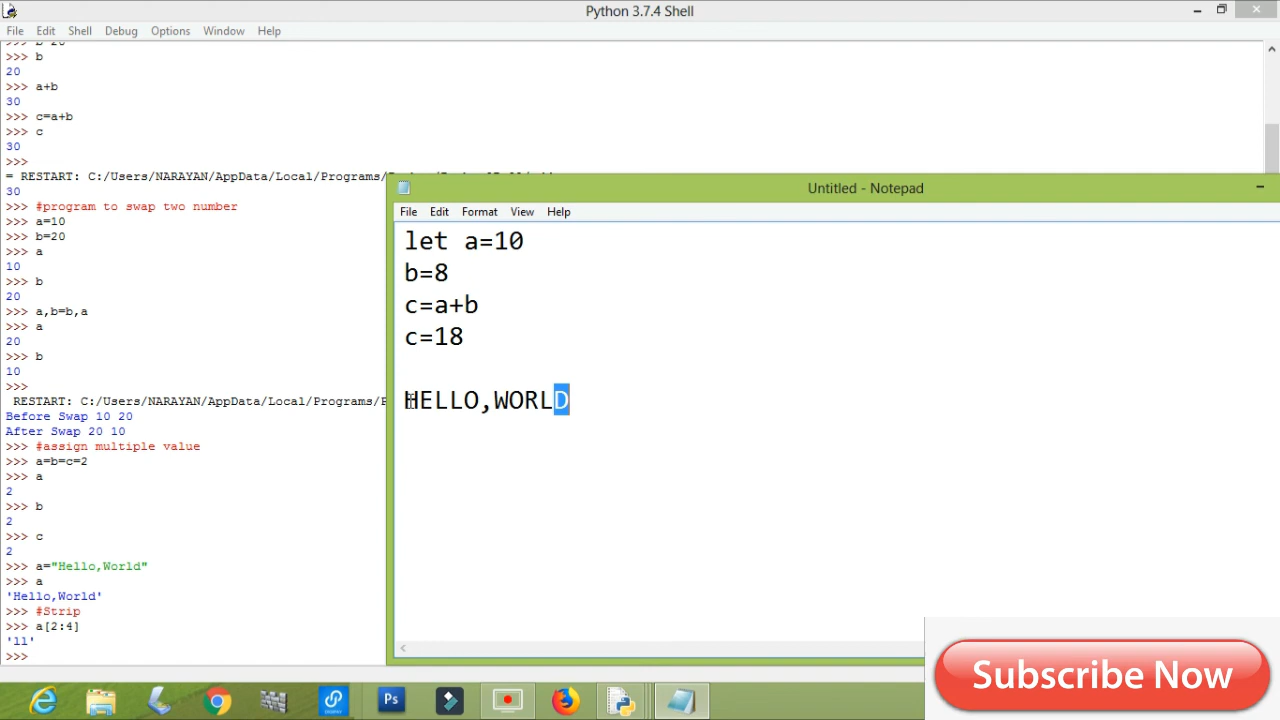 Python 3.7.4 Shell
File Edit Shell Debug Options Window Help
>>> b
20
>>> a+b
30
>>> c=a+b
>>> c
30
>>>
= RESTART: C:/Users/NARAYAN/AppData/Local/Programs/
30
>>> #program to swap two number
>>> a=10
>>> b=20
>>> a
10
>>> b
20
>>> a,b=b,a
>>> a
20
>>> b
10
>>>
RESTART: C:/Users/NARAYAN/AppData/Local/Programs/P
Before Swap 10 20
After Swap 20 10
>>> #assign multiple value
>>> a=b=c=2
>>> a
2
>>> b
2
>>> c
2
>>> a="Hello,World"
>>> a
'Hello,World'
>>> #Strip
>>> a[2:4]
'll'
>>>
Untitled - Notepad
File Edit Format View Help
let a=10
b=8
c=a+b
c=18
HELLO,WORLD
Ps
Subscribe Now